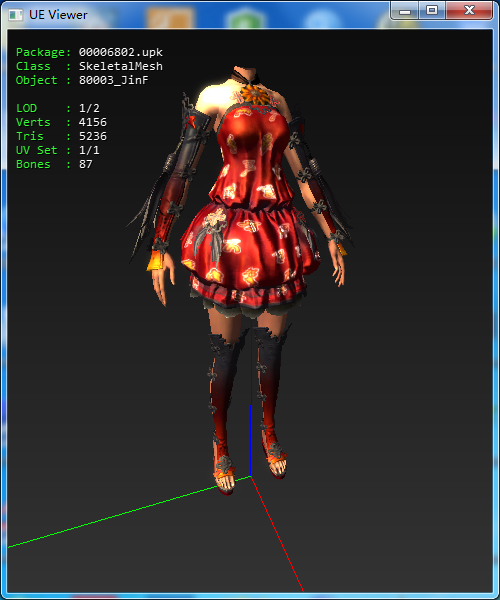 UE Viewer
Package: 00006802.upk
Class : SkeletalMesh
Object : 80003_JinF
LOD : 1/2
Verts : 4156
Tris : 5236
UV Set : 1/1
Bones : 87